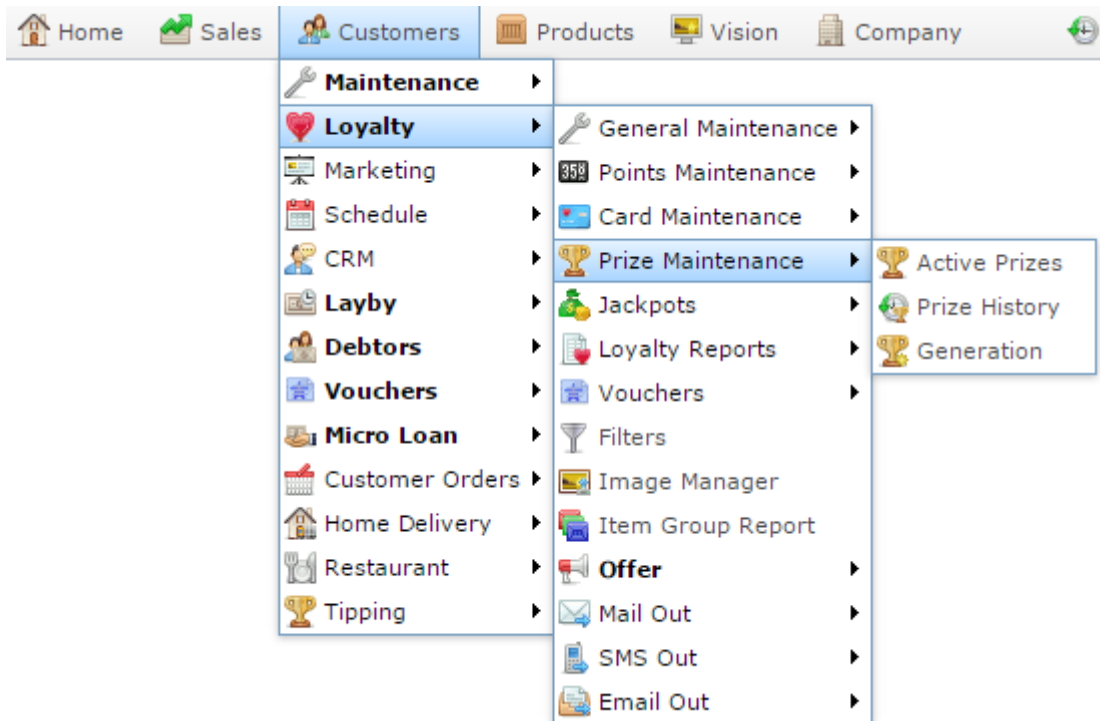 Home Sales Customers Products Vision Company
Maintenance
Loyalty
Marketing
Schedule
CRM
Layby
Debtors
Vouchers
Micro Loan
Customer Orders
Home Delivery
Restaurant
Tipping
General Maintenance
Points Maintenance
Card Maintenance
Prize Maintenance
Jackpots
Loyalty Reports
Vouchers
Filters
Image Manager
Item Group Report
Offer
Mail Out
SMS Out
Email Out
Active Prizes
Prize History
Generation